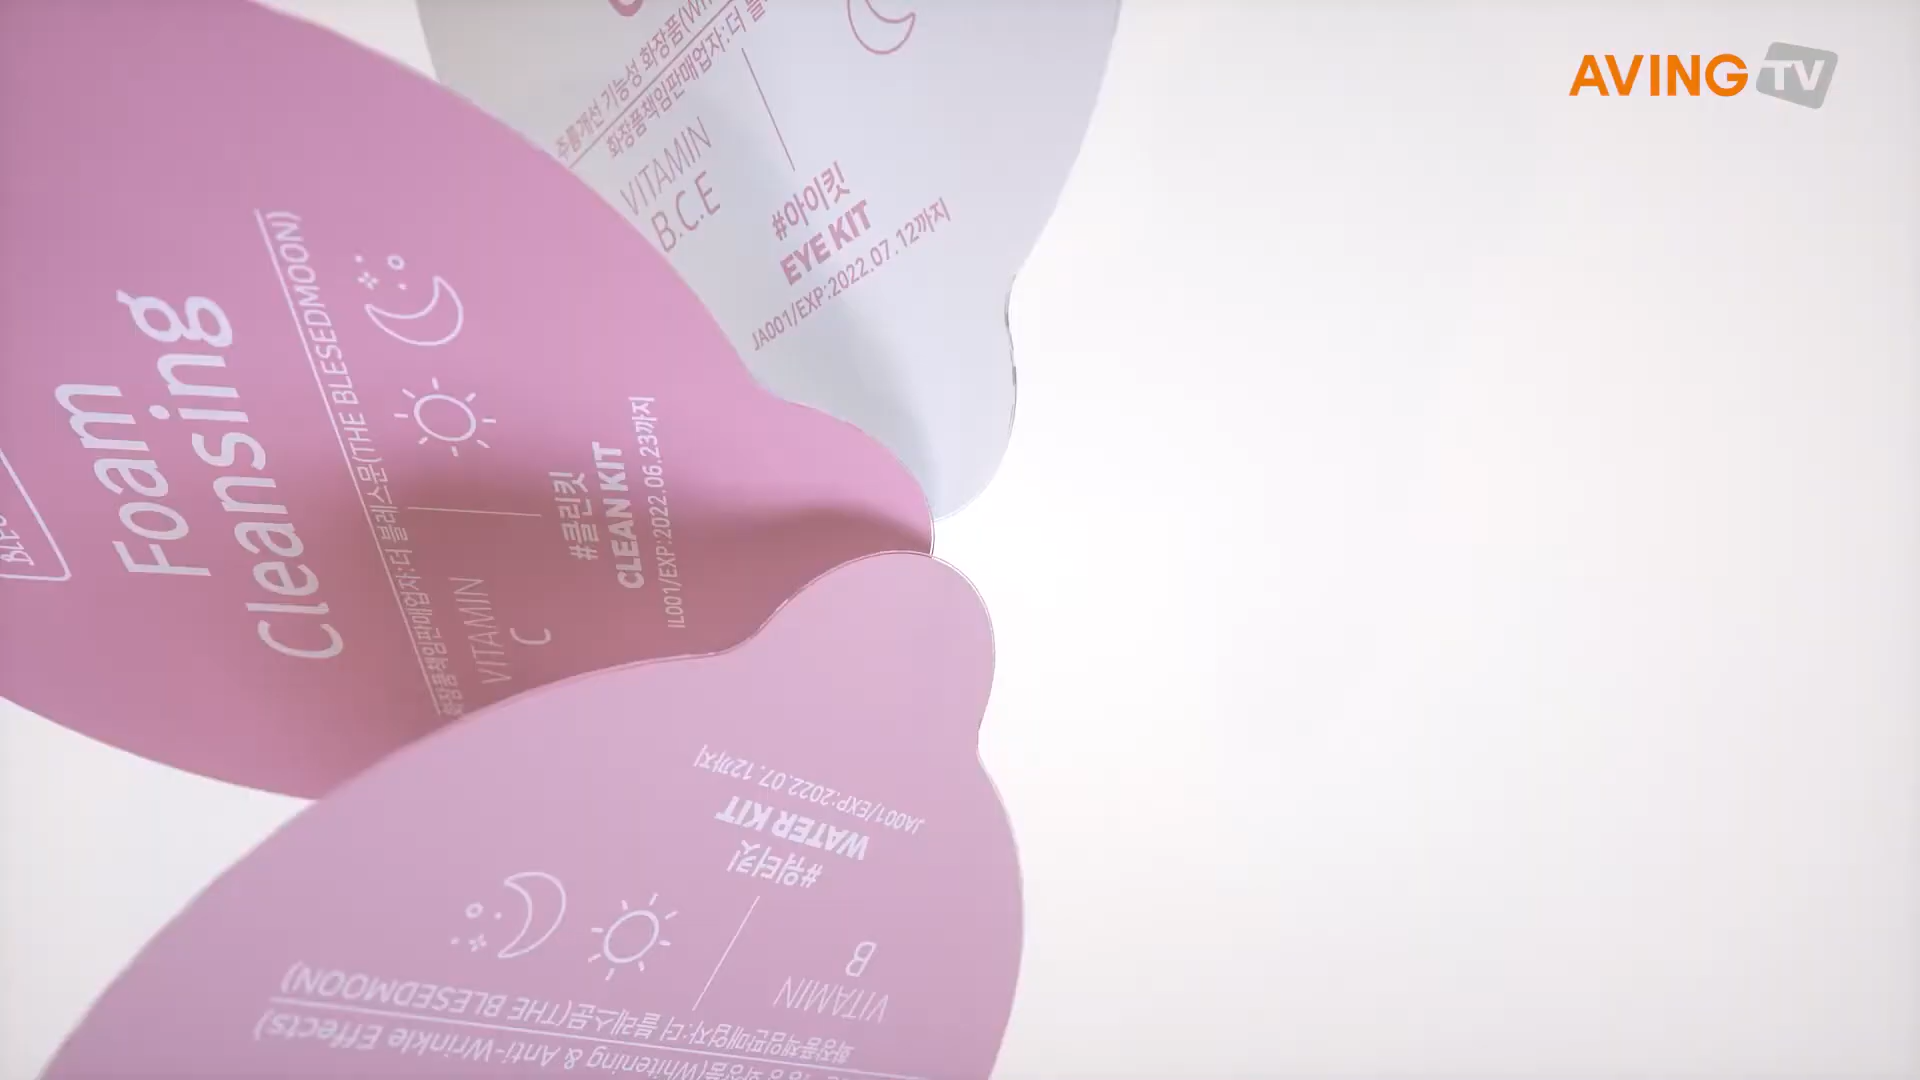 AVING TV
주름개선 기능성 화장품
화장품책임판매업자:더
VITAMIN
B.C.E
#아이킷
EYE KIT
JA001/EXP:2022.07.12까지
Foam
Cleansing
화장품책임판매업자:더 블레스문(THE BLESEDMOON)
VITAMIN
C
#클린킷
CLEAN KIT
IL001/EXP:2022.06.23까지
화장품(Whitening & Anti-Wrinkle Effects)
화장품책임판매업자:더 블레스문(THE BLESEDMOON)
VITAMIN
B
#워터킷
WATER KIT
JA001/EXP:2022.07.12까지